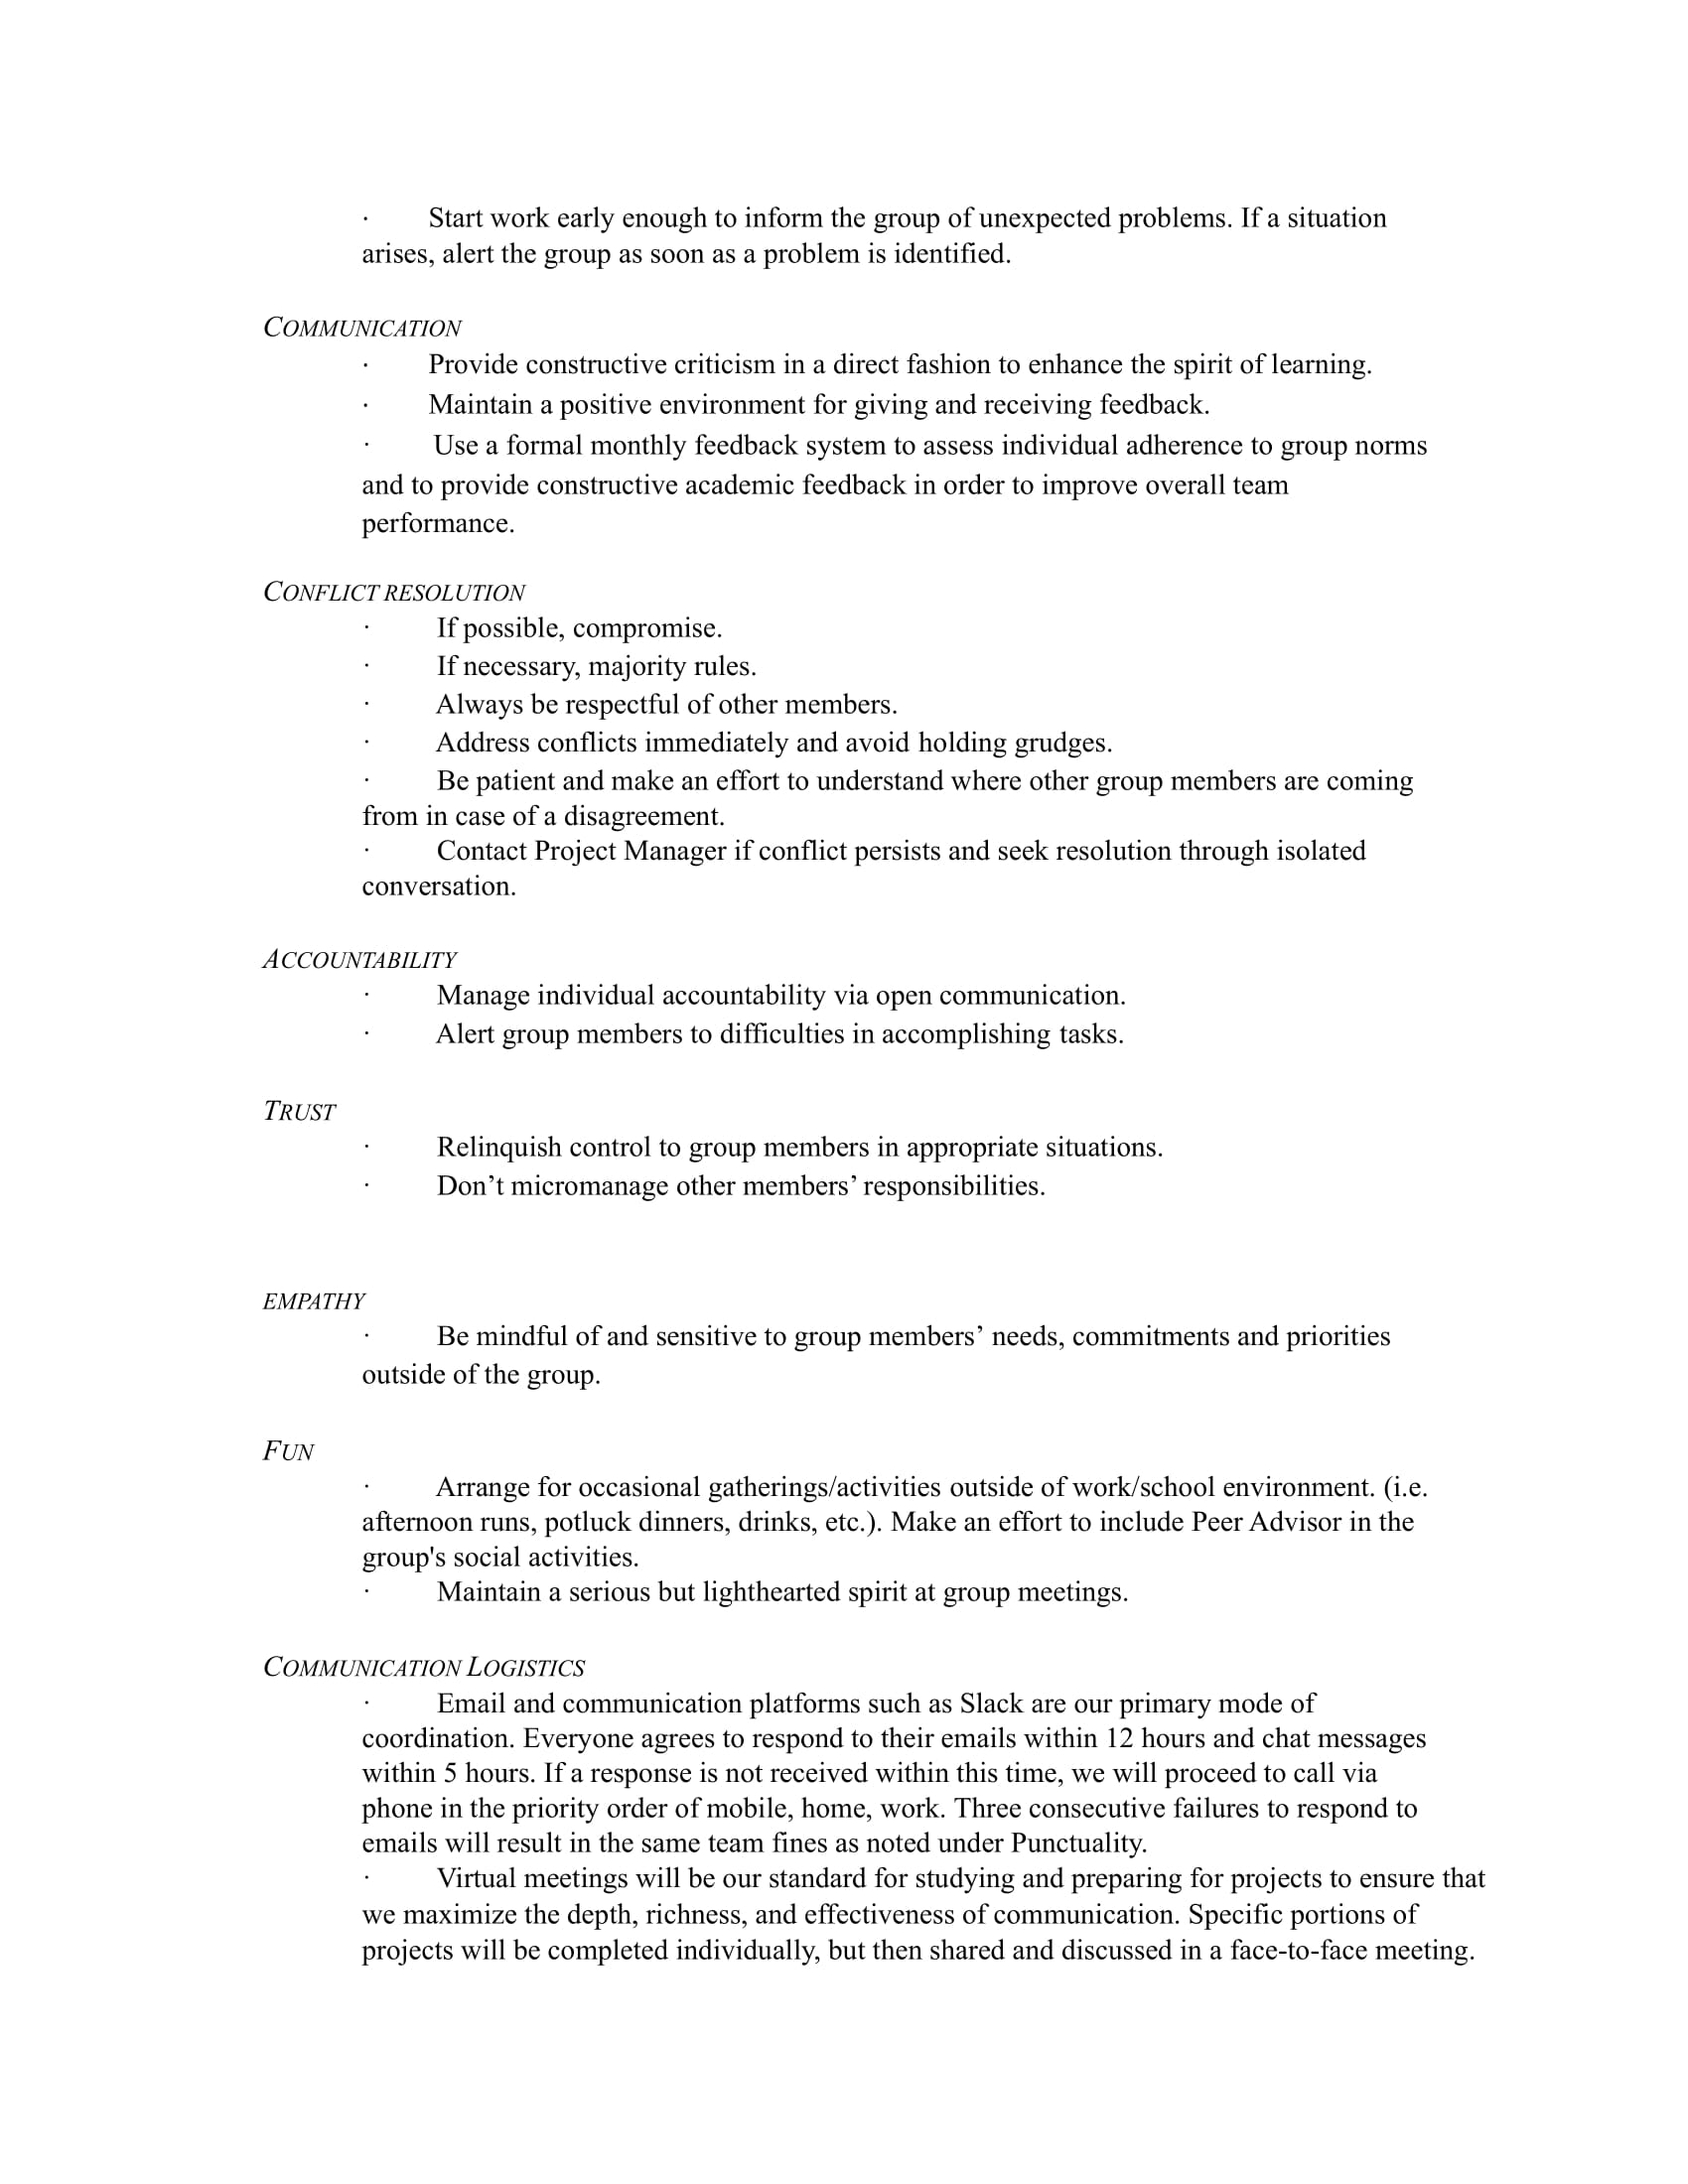 · Start work early enough to inform the group of unexpected problems. If a situation
arises, alert the group as soon as a problem is identified.
COMMUNICATION
· Provide constructive criticism in a direct fashion to enhance the spirit of learning.
· Maintain a positive environment for giving and receiving feedback.
· Use a formal monthly feedback system to assess individual adherence to group norms
and to provide constructive academic feedback in order to improve overall team
performance.
CONFLICT RESOLUTION
· If possible, compromise.
· If necessary, majority rules.
· Always be respectful of other members.
· Address conflicts immediately and avoid holding grudges.
· Be patient and make an effort to understand where other group members are coming
from in case of a disagreement.
· Contact Project Manager if conflict persists and seek resolution through isolated
conversation.
ACCOUNTABILITY
· Manage individual accountability via open communication.
· Alert group members to difficulties in accomplishing tasks.
TRUST
· Relinquish control to group members in appropriate situations.
· Don’t micromanage other members’ responsibilities.
EMPATHY
· Be mindful of and sensitive to group members’ needs, commitments and priorities
outside of the group.
FUN
· Arrange for occasional gatherings/activities outside of work/school environment. (i.e.
afternoon runs, potluck dinners, drinks, etc.). Make an effort to include Peer Advisor in the
group's social activities.
· Maintain a serious but lighthearted spirit at group meetings.
COMMUNICATION LOGISTICS
· Email and communication platforms such as Slack are our primary mode of
coordination. Everyone agrees to respond to their emails within 12 hours and chat messages
within 5 hours. If a response is not received within this time, we will proceed to call via
phone in the priority order of mobile, home, work. Three consecutive failures to respond to
emails will result in the same team fines as noted under Punctuality.
· Virtual meetings will be our standard for studying and preparing for projects to ensure that
we maximize the depth, richness, and effectiveness of communication. Specific portions of
projects will be completed individually, but then shared and discussed in a face-to-face meeting.